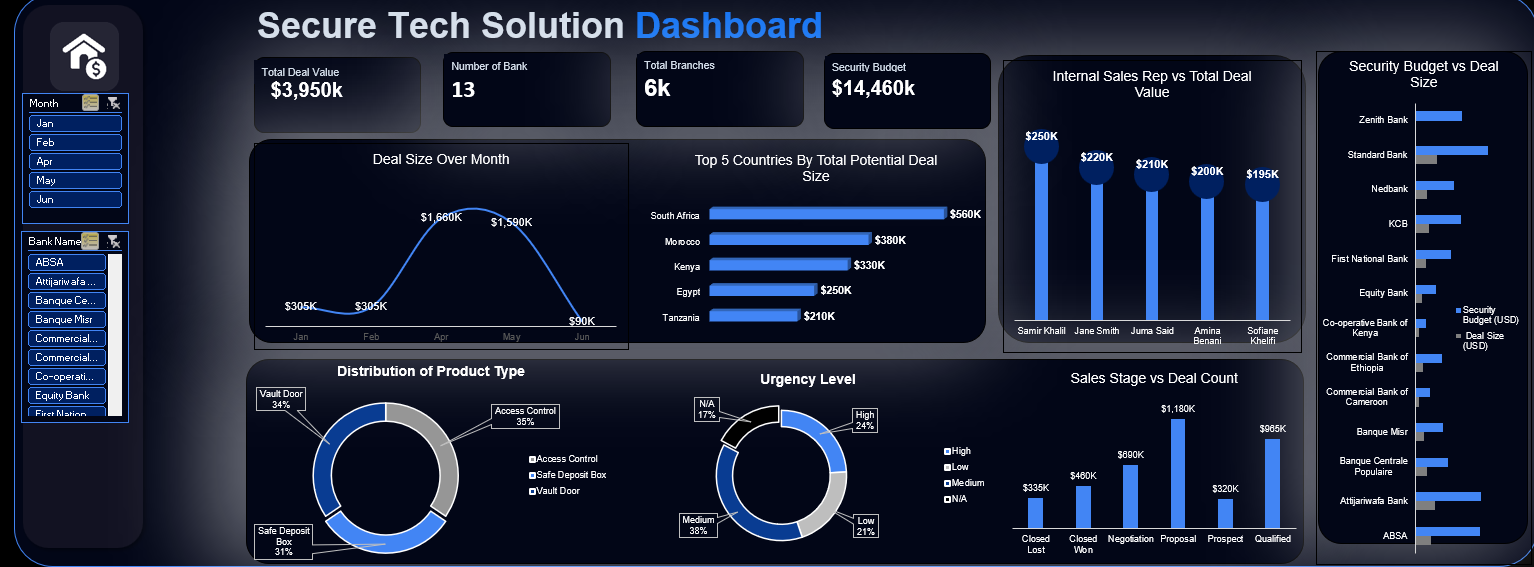 Secure Tech Solution Dashboard
Total Deal Value
$3,950k
Number of Bank
13
Total Branches
6k
Security Budget
$14,460k
Month
Jan
Feb
Apr
May
Jun
Bank Name
ABSA
Attijariwafa ...
Banque Ce...
Banque Misr
Commercial...
Commercial...
Co-operati...
Equity Bank
First Nation
Deal Size Over Month
$305K
$305K
$1,660K
$1,590K
$90K
Jan
Feb
Apr
May
Jun
Top 5 Countries By Total Potential Deal
Size
South Africa
$560K
Morocco
$380K
Kenya
$330K
Egypt
$250K
Tanzania
$210K
Internal Sales Rep vs Total Deal
Value
$250K
$220K
$210K
$200K
$195K
Samir Khalil
Jane Smith
Juma Said
Amina
Benani
Sofiane
Khelifi
Security Budget vs Deal
Size
Zenith Bank
Standard Bank
Nedbank
KCB
First National Bank
Equity Bank
Co-operative Bank of
Kenya
Commercial Bank of
Ethiopia
Commercial Bank of
Cameroon
Banque Misr
Banque Centrale
Populaire
Attijariwafa Bank
ABSA
Security
Budget (USD)
Deal Size
(USD)
Distribution of Product Type
Vault Door
34%
Access Control
35%
Safe Deposit
Box
31%
Access Control
Safe Deposit Box
Vault Door
Urgency Level
N/A
17%
High
24%
Medium
38%
Low
21%
High
Low
Medium
N/A
Sales Stage vs Deal Count
$335K
$460K
$690K
$1,180K
$320K
$965K
Closed
Lost
Closed
Won
Negotiation
Proposal
Prospect
Qualified